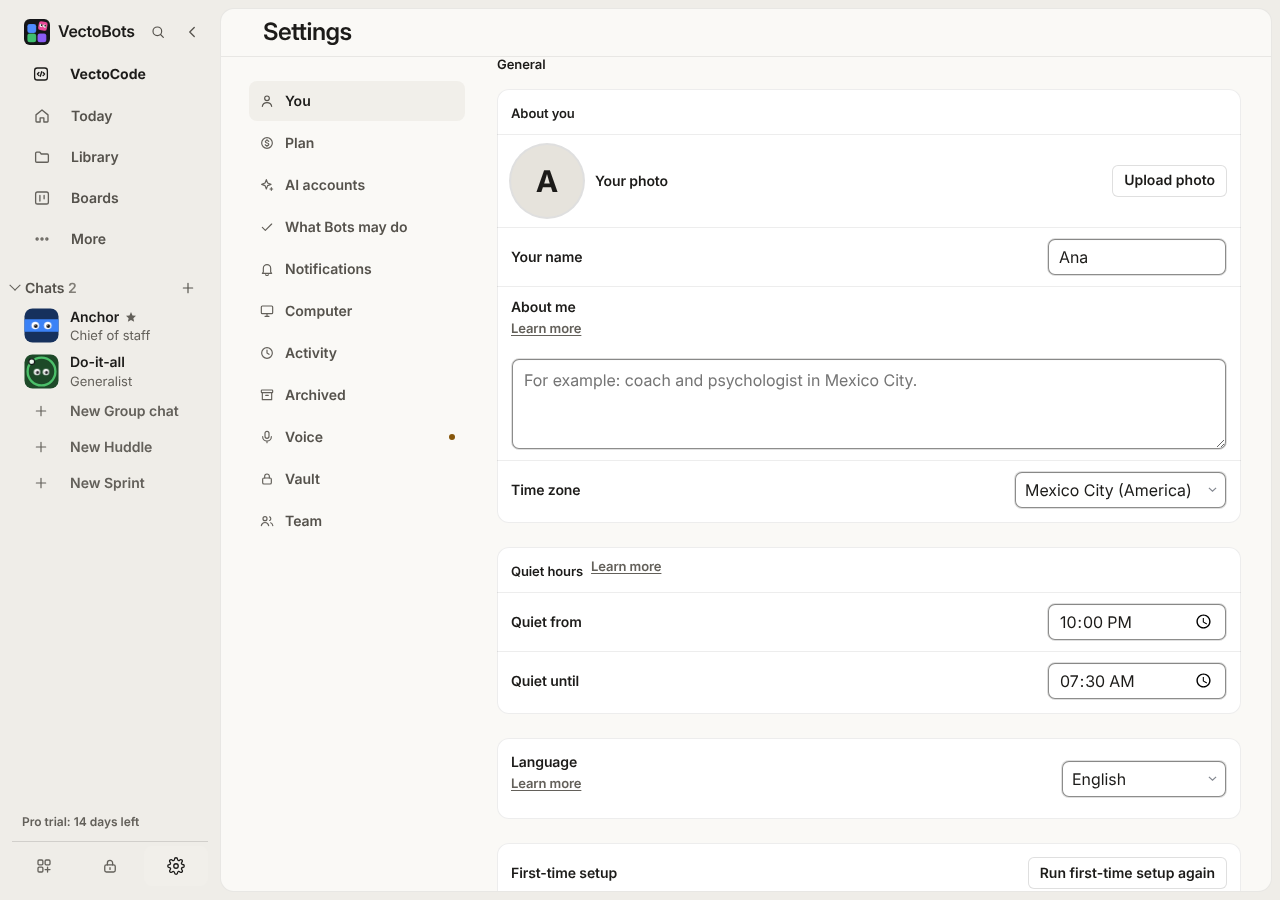 VectoBots
VectoCode
Today
Library
Boards
More
Chats 2
Anchor
Chief of staff
Do-it-all
Generalist
New Group chat
New Huddle
New Sprint
Pro trial: 14 days left
Settings
You
Plan
AI accounts
What Bots may do
Notifications
Computer
Activity
Archived
Voice
Vault
Team
General
About you
A
Your photo
Upload photo
Your name
Ana
About me
Learn more
For example: coach and psychologist in Mexico City.
Time zone
Mexico City (America)
Quiet hours Learn more
Quiet from
10:00 PM
Quiet until
07:30 AM
Language
Learn more
English
First-time setup
Run first-time setup again